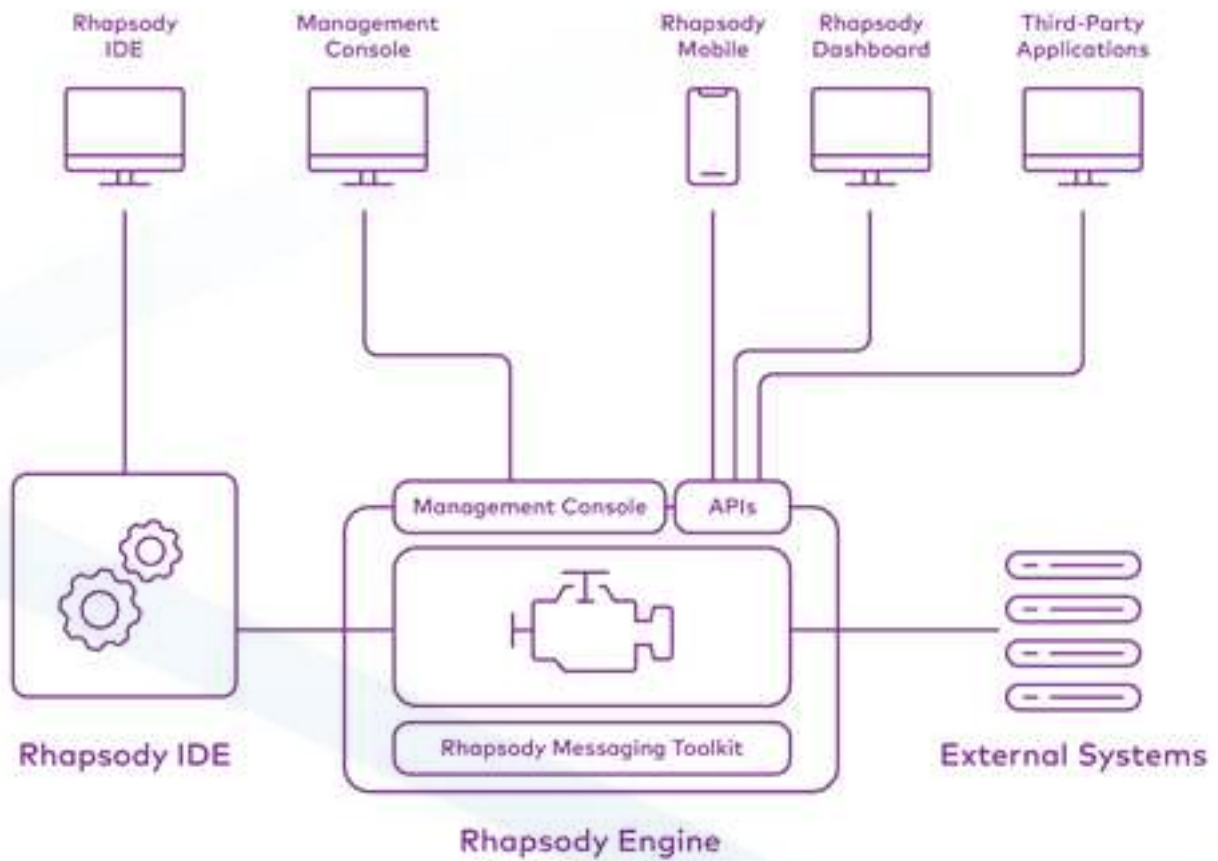 Rhapsody
IDE
Management
Console
Rhapsody
Mobile
Rhapsody
Dashboard
Third-Party
Applications
Management Console
APIs
Rhapsody Messaging Toolkit
Rhapsody IDE
External Systems
Rhapsody Engine